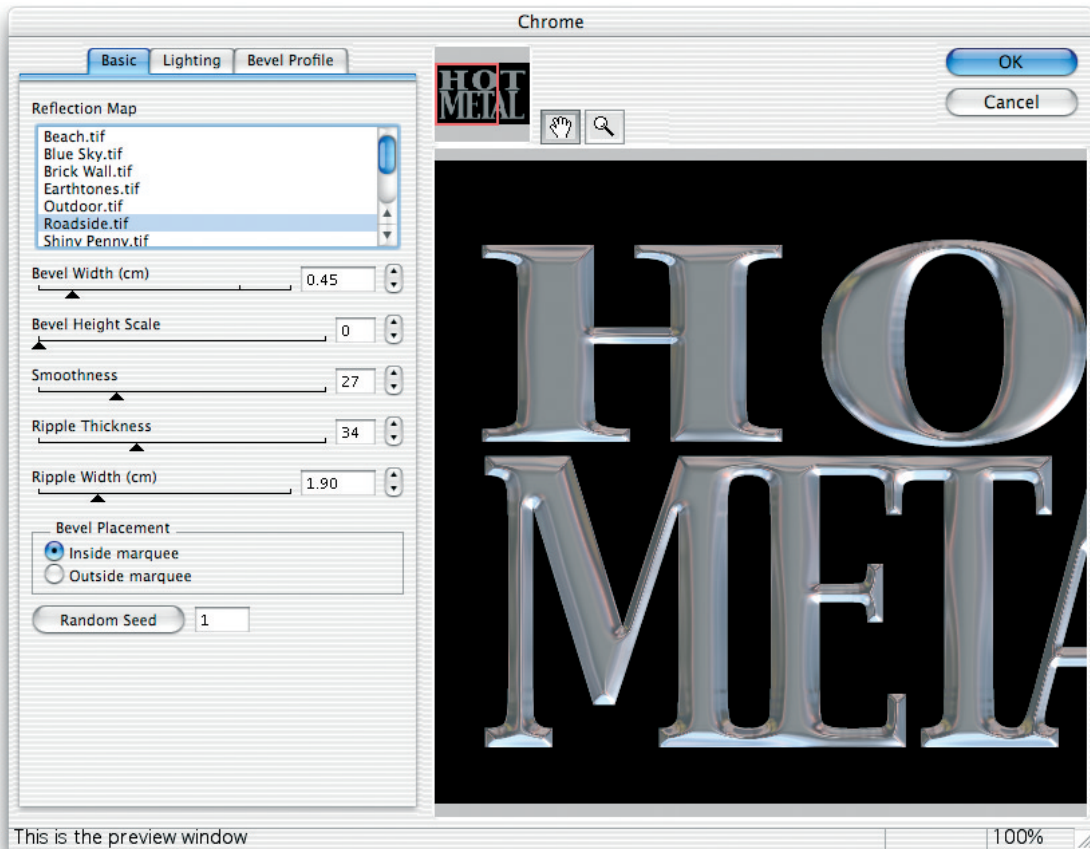 Chrome
Basic
Lighting
Bevel Profile
Reflection Map
Beach.tif
Blue Sky.tif
Brick Wall.tif
Earthtones.tif
Outdoor.tif
Roadside.tif
Shiny Penny.tif
Bevel Width (cm)
0.45
Bevel Height Scale
0
Smoothness
27
Ripple Thickness
34
Ripple Width (cm)
1.90
Bevel Placement
Inside marquee
Outside marquee
Random Seed
1
HOT
METAL
OK
Cancel
HO
META
This is the preview window
100%